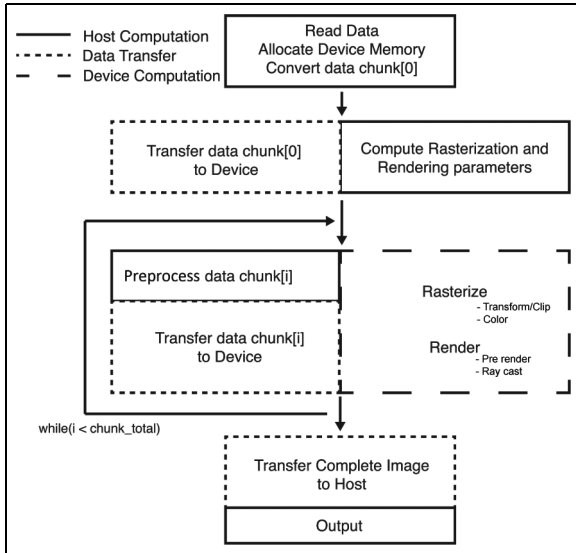 Host Computation
Data Transfer
Device Computation
Read Data
Allocate Device Memory
Convert data chunk[0]
Transfer data chunk[0]
to Device
Compute Rasterization and
Rendering parameters
Preprocess data chunk[i]
Transfer data chunk[i]
to Device
Rasterize
- Transform/Clip
- Color
Render
- Pre render
- Ray cast
while(i < chunk_total)
Transfer Complete Image
to Host
Output